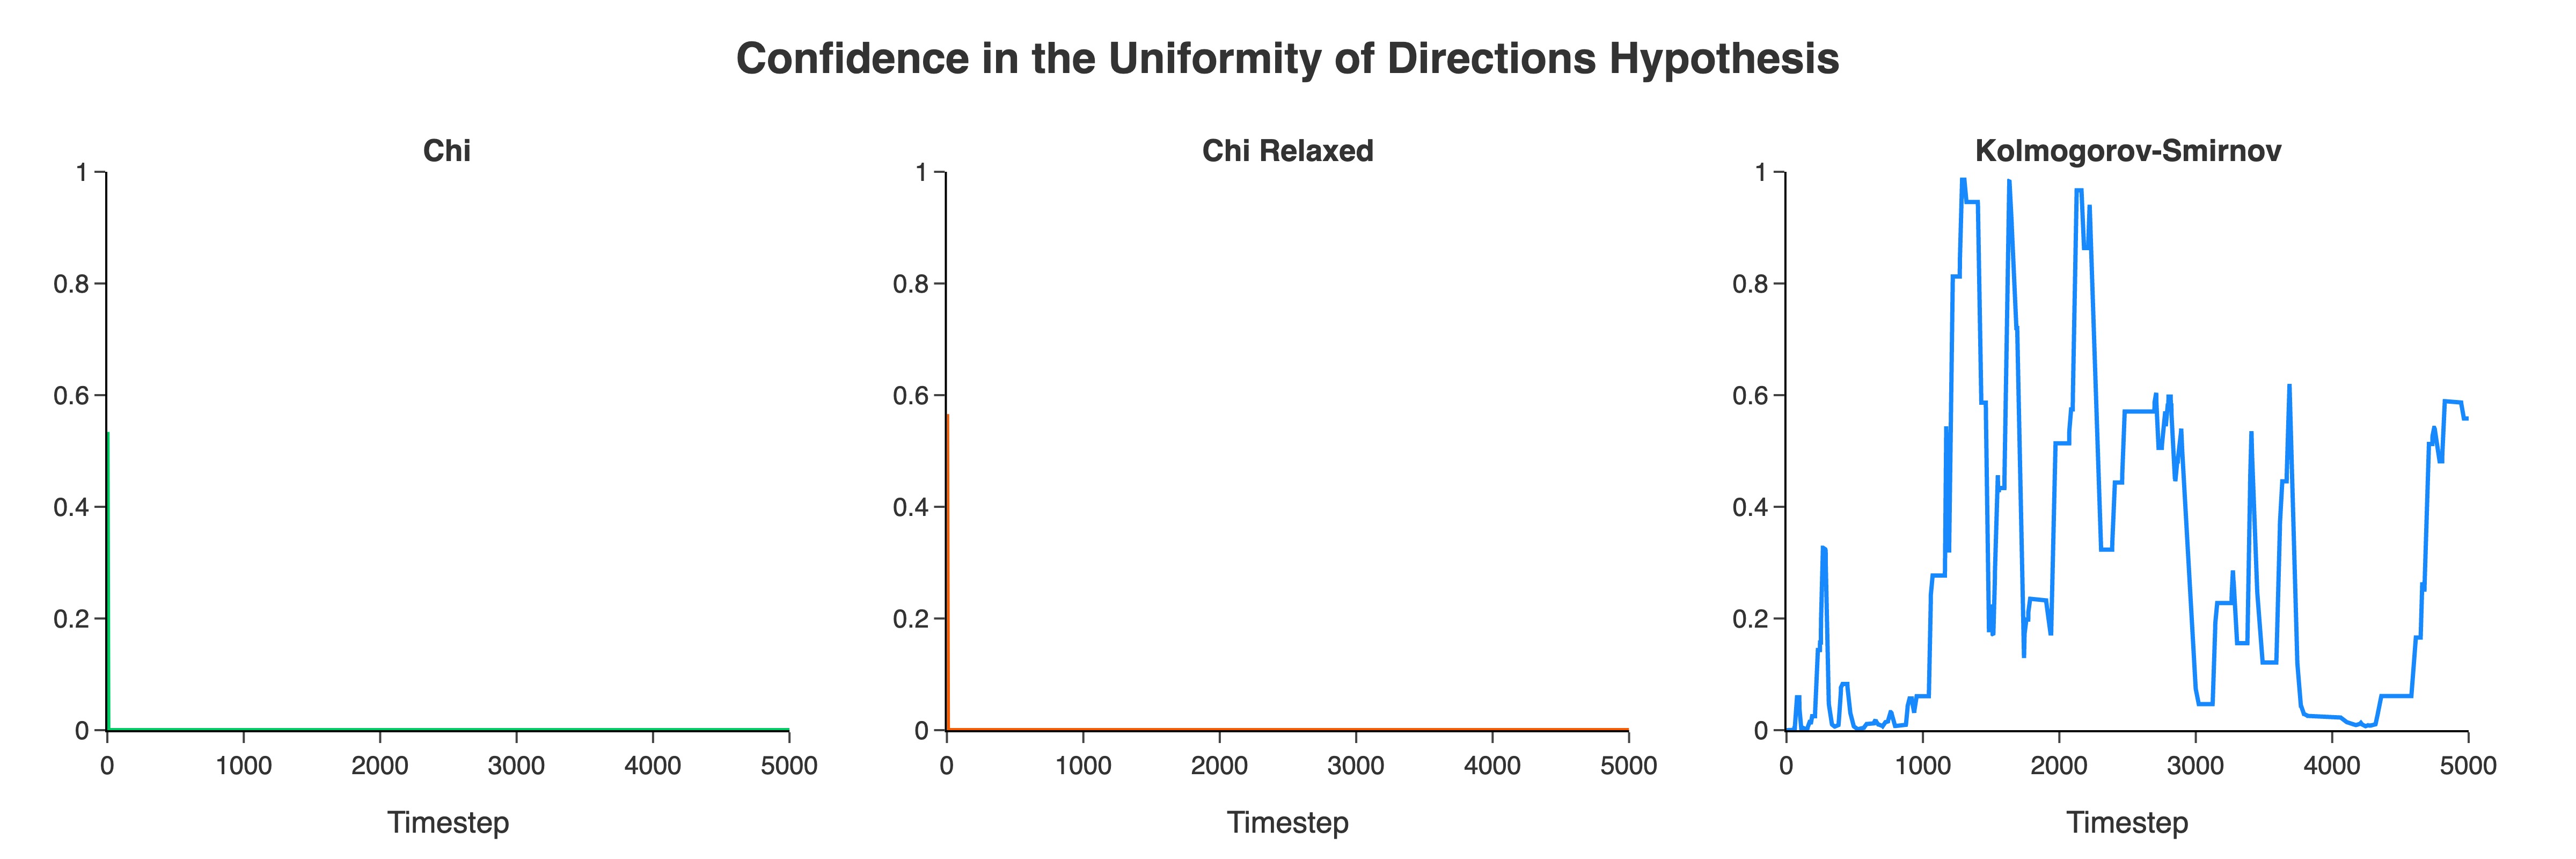 Confidence in the Uniformity of Directions Hypothesis
Chi
1
0.8
0.6
0.4
0.2
0
0 1000 2000 3000 4000 5000
Timestep
Chi Relaxed
1
0.8
0.6
0.4
0.2
0
0 1000 2000 3000 4000 5000
Timestep
Kolmogorov-Smirnov
1
0.8
0.6
0.4
0.2
0
0 1000 2000 3000 4000 5000
Timestep